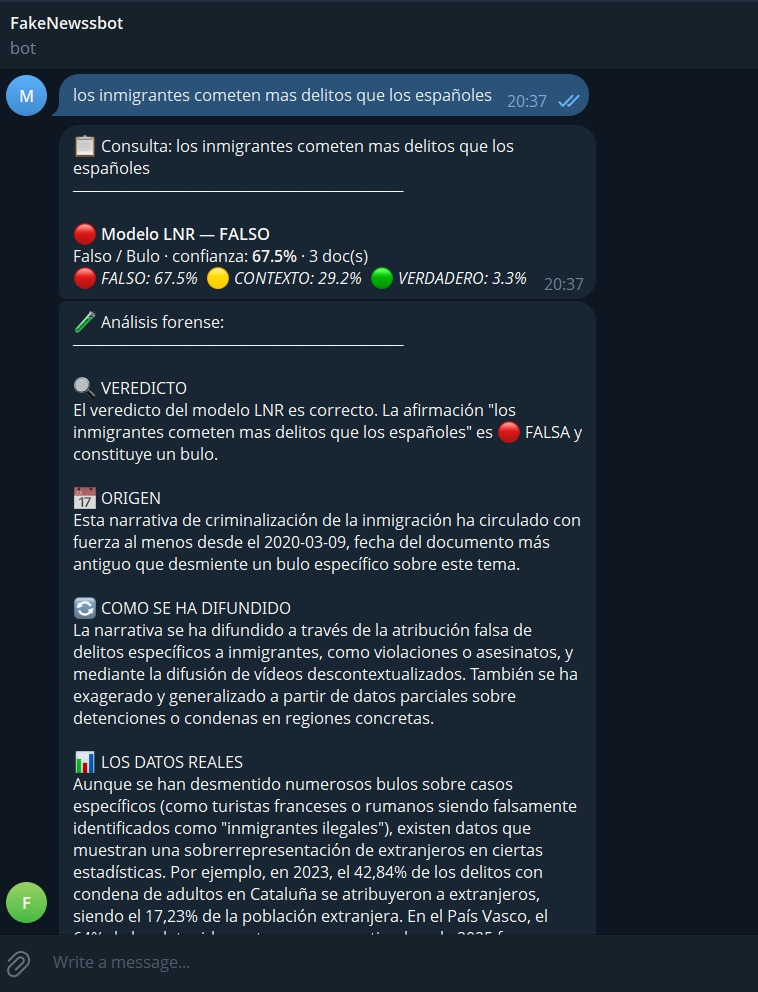 FakeNewssbot
bot
M
los inmigrantes cometen mas delitos que los españoles 20:37
Consulta: los inmigrantes cometen mas delitos que los
españoles
Modelo LNR — FALSO
Falso / Bulo · confianza: 67.5% · 3 doc(s)
FALSO: 67.5% CONTEXTO: 29.2% VERDADERO: 3.3% 20:37
Análisis forense:
VEREDICTO
El veredicto del modelo LNR es correcto. La afirmación "los
inmigrantes cometen mas delitos que los españoles" es FALSA y
constituye un bulo.
17 ORIGEN
Esta narrativa de criminalización de la inmigración ha circulado con
fuerza al menos desde el 2020-03-09, fecha del documento más
antiguo que desmiente un bulo específico sobre este tema.
COMO SE HA DIFUNDIDO
La narrativa se ha difundido a través de la atribución falsa de
delitos específicos a inmigrantes, como violaciones o asesinatos, y
mediante la difusión de vídeos descontextualizados. También se ha
exagerado y generalizado a partir de datos parciales sobre
detenciones o condenas en regiones concretas.
LOS DATOS REALES
Aunque se han desmentido numerosos bulos sobre casos
específicos (como turistas franceses o rumanos siendo falsamente
identificados como "inmigrantes ilegales"), existen datos que
muestran una sobrerrepresentación de extranjeros en ciertas
estadísticas. Por ejemplo, en 2023, el 42,84% de los delitos con
condena de adultos en Cataluña se atribuyeron a extranjeros,
siendo el 17,23% de la población extranjera. En el País Vasco, el
F
Write a message...